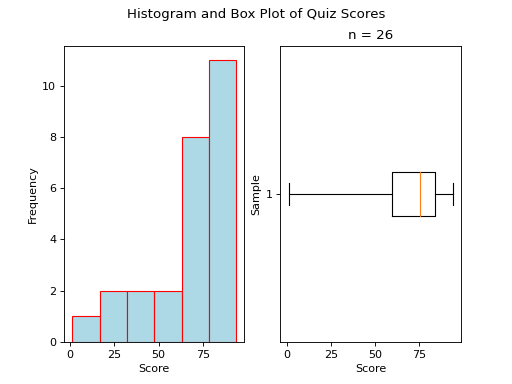 Histogram and Box Plot of Quiz Scores
10
8
6
4
2
0
Frequency
0 25 50 75
Score
n = 26
Sample
1
0 25 50 75
Score